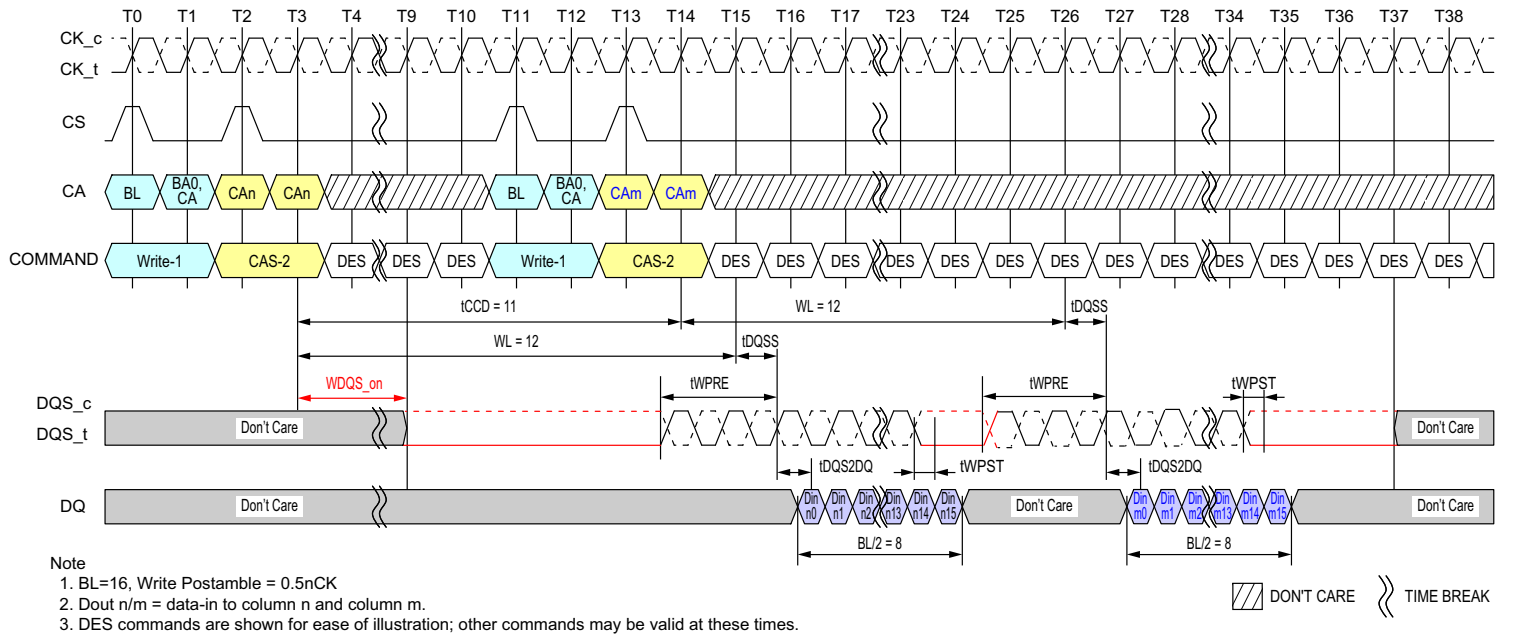 T0 T1 T2 T3 T4 T9 T10 T11 T12 T13 T14 T15 T16 T17 T23 T24 T25 T26 T27 T28 T34 T35 T36 T37 T38
CK_c
CK_t
CS
CA BL BA0, CA CAn CAn BL BA0, CA CAm CAm
COMMAND Write-1 CAS-2 DES DES DES Write-1 CAS-2 DES DES DES DES DES DES DES DES DES DES DES DES DES DES
tCCD = 11 WL = 12 tDQSS
WL = 12 tDQSS
WDQS_on tWPRE tWPRE tWPST
DQS_c
DQS_t Don't Care Don't Care
tDQS2DQ tWPST tDQS2DQ
DQ Don't Care Din n0 Din n1 Din n2 Din n13 Din n14 Din n15 Don't Care Din m0 Din m1 Din m2 Din m13 Din m14 Din m15 Don't Care
BL/2 = 8 BL/2 = 8
Note
1. BL=16, Write Postamble = 0.5nCK
2. Dout n/m = data-in to column n and column m.
3. DES commands are shown for ease of illustration; other commands may be valid at these times.
DON'T CARE TIME BREAK